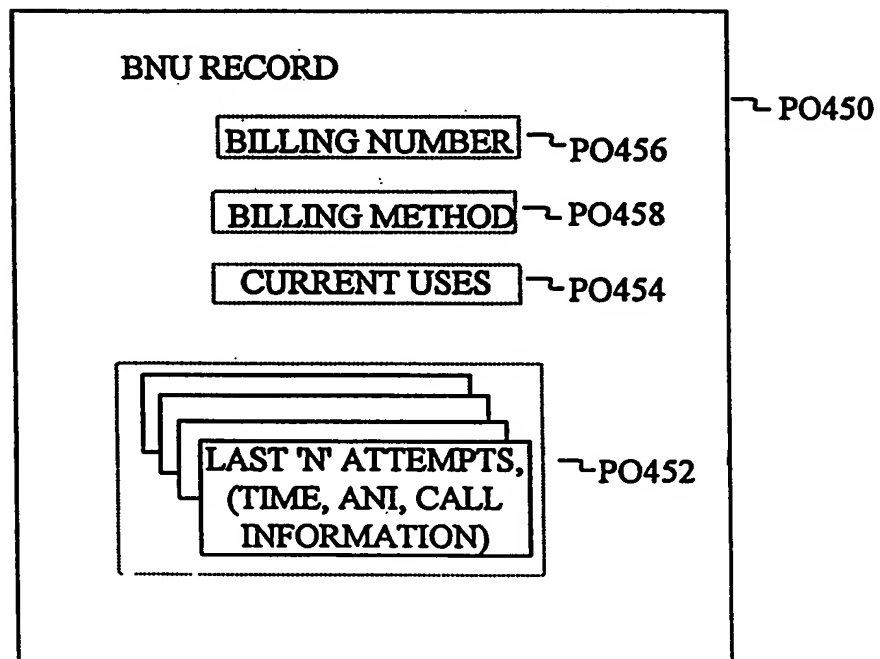 BNU RECORD
PO450
BILLING NUMBER
PO456
BILLING METHOD
PO458
CURRENT USES
PO454
LAST 'N' ATTEMPTS,
(TIME, ANI, CALL
INFORMATION)
PO452